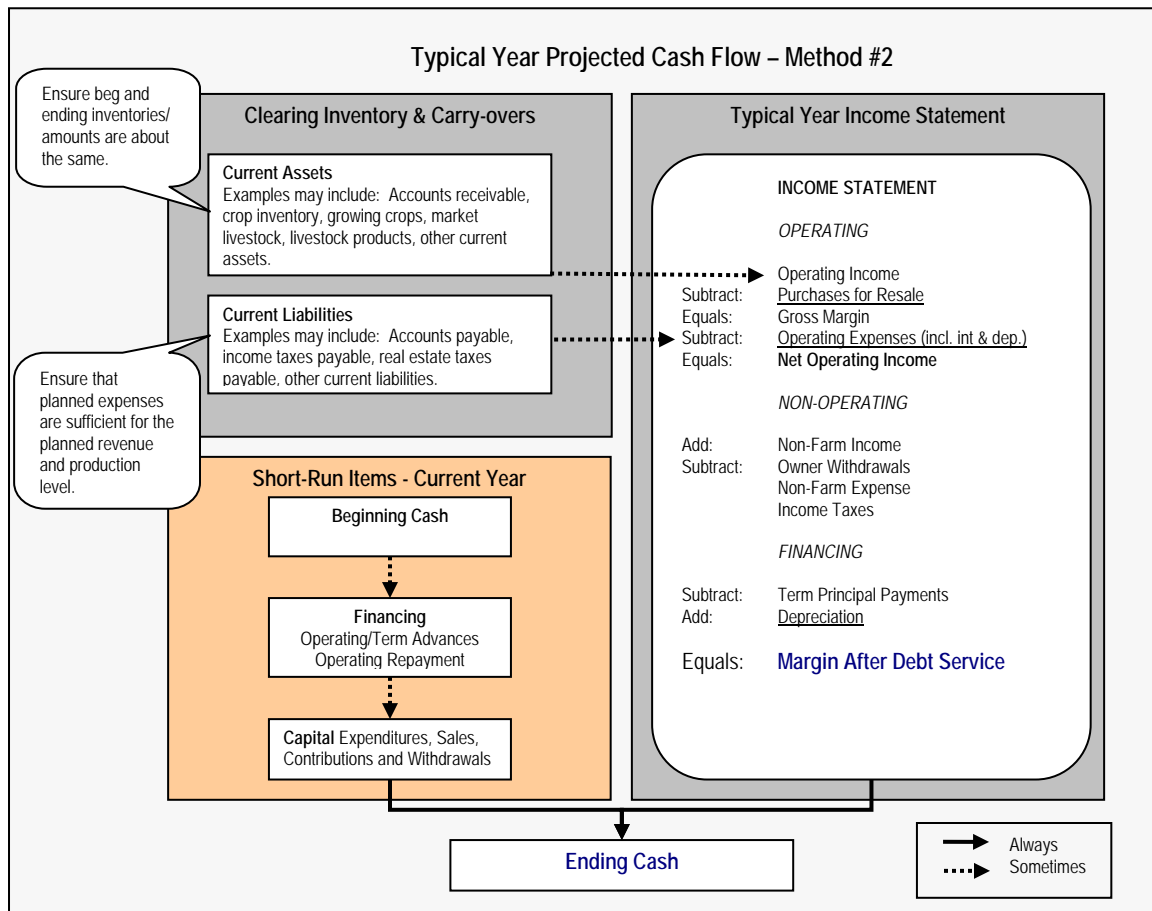 Typical Year Projected Cash Flow – Method #2
Ensure beg and
ending inventories/
amounts are about
the same.
Clearing Inventory & Carry-overs
Current Assets
Examples may include: Accounts receivable,
crop inventory, growing crops, market
livestock, livestock products, other current
assets.
Current Liabilities
Examples may include: Accounts payable,
income taxes payable, real estate taxes
payable, other current liabilities.
Ensure that
planned expenses
are sufficient for the
planned revenue
and production
level.
Short-Run Items - Current Year
Beginning Cash
Financing
Operating/Term Advances
Operating Repayment
Capital Expenditures, Sales,
Contributions and Withdrawals
Typical Year Income Statement
INCOME STATEMENT
OPERATING
Operating Income
Subtract: Purchases for Resale
Equals: Gross Margin
Subtract: Operating Expenses (incl. int & dep.)
Equals: Net Operating Income
NON-OPERATING
Add: Non-Farm Income
Subtract: Owner Withdrawals
Non-Farm Expense
Income Taxes
FINANCING
Subtract: Term Principal Payments
Add: Depreciation
Equals: Margin After Debt Service
Ending Cash
Always
Sometimes